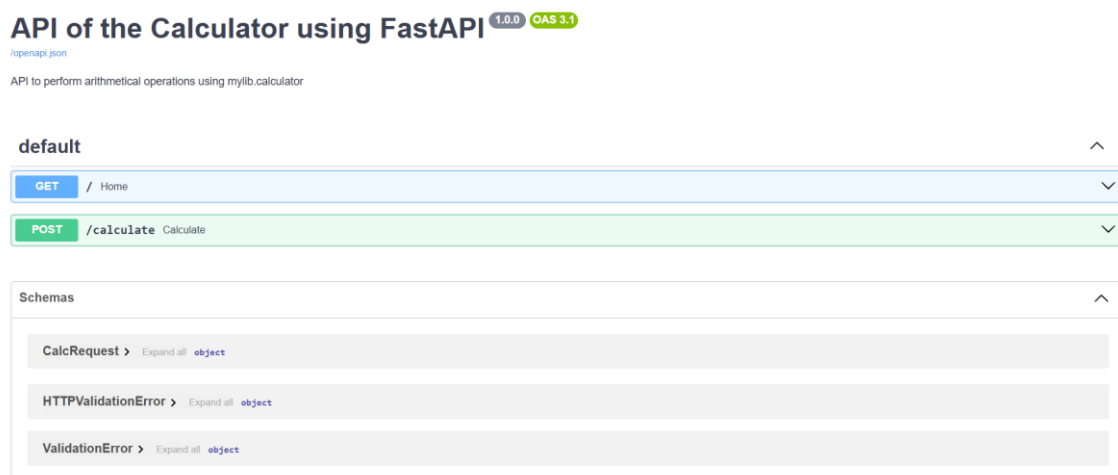 API of the Calculator using FastAPI 1.0.0 OAS 3.1
/openapi.json
API to perform arithmetical operations using mylib.calculator
default
GET / Home
POST /calculate Calculate
Schemas
CalcRequest Expand all object
HTTPValidationError Expand all object
ValidationError Expand all object